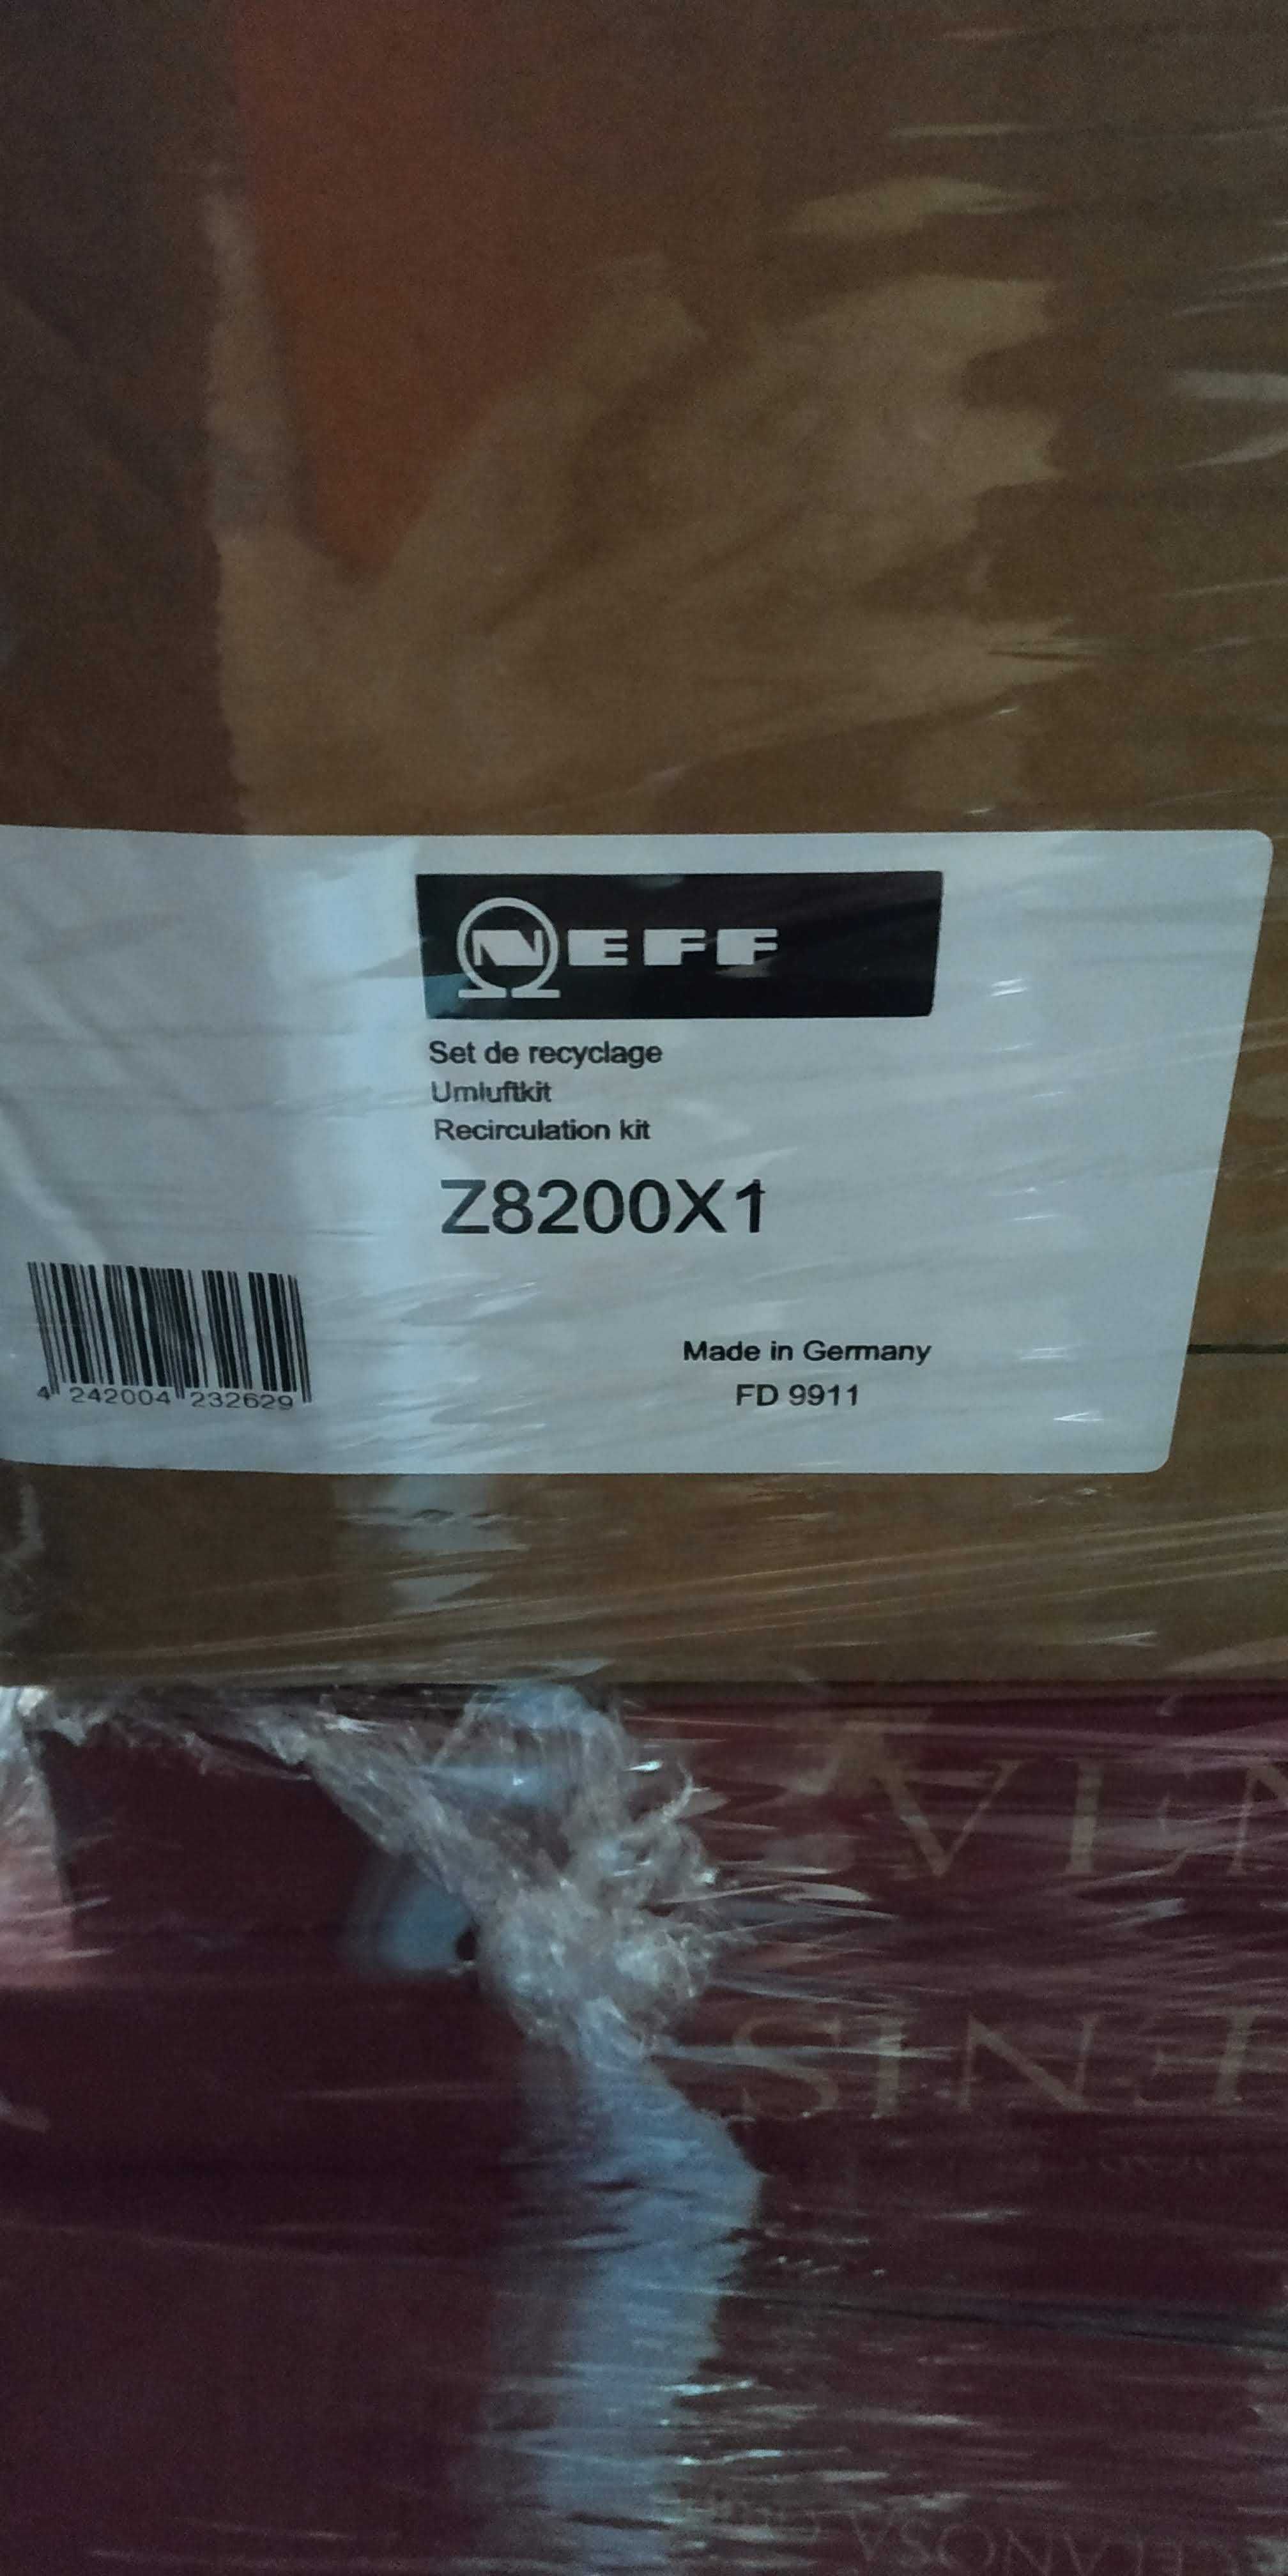 NEFF
Set de recyclage
Umluftkit
Recirculation kit
Z8200X1
4 242004 232629
Made in Germany
FD 9911